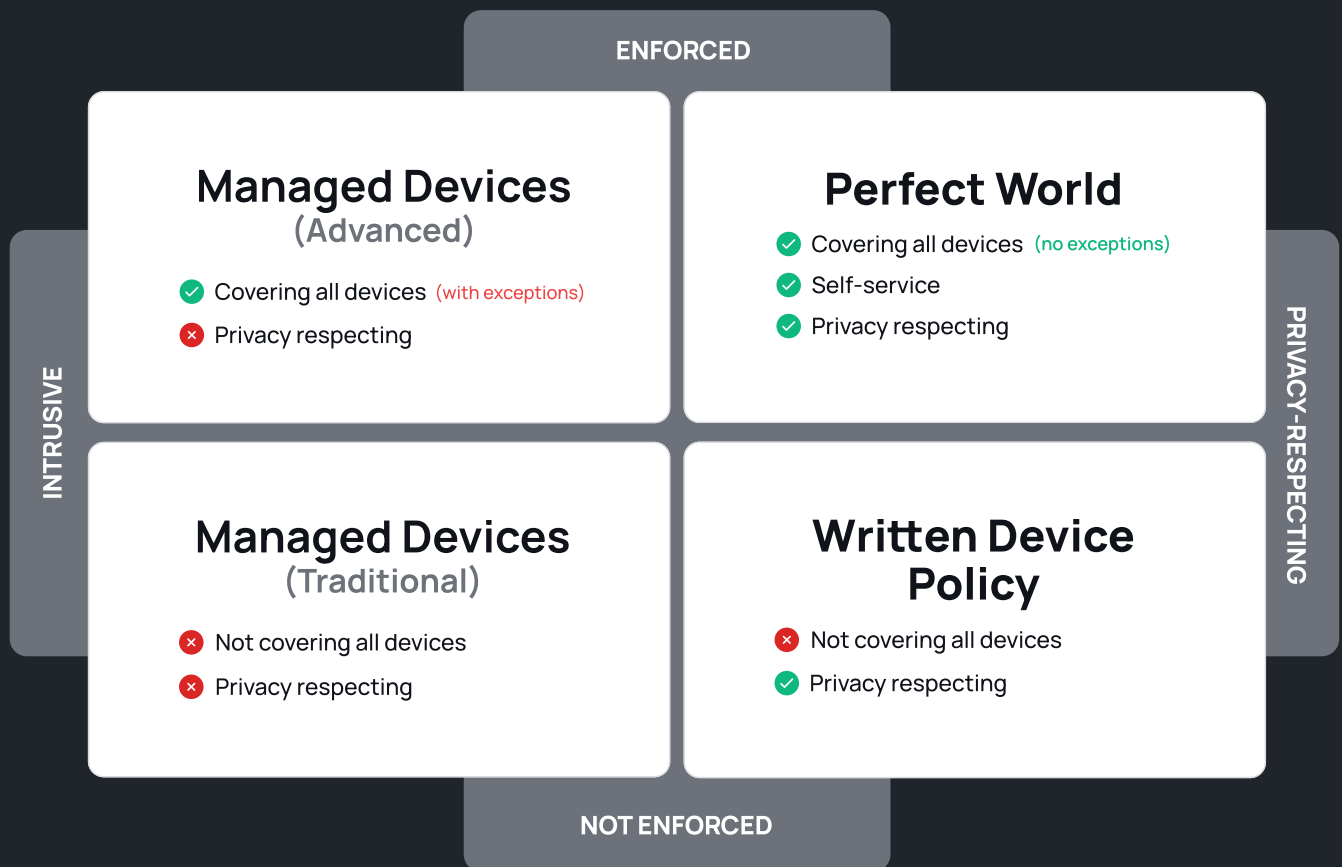 ENFORCED
Managed Devices
(Advanced)
Covering all devices (with exceptions)
Privacy respecting
Perfect World
Covering all devices (no exceptions)
Self-service
Privacy respecting
INTRUSIVE
PRIVACY-RESPECTING
Managed Devices
(Traditional)
Not covering all devices
Privacy respecting
Written Device
Policy
Not covering all devices
Privacy respecting
NOT ENFORCED